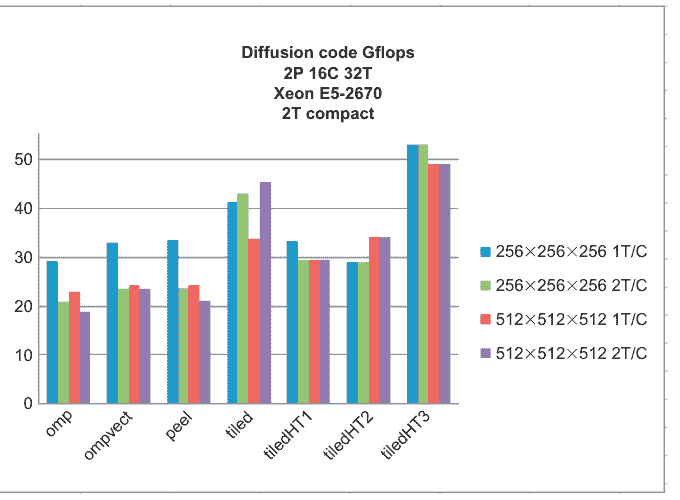 Diffusion code Gflops
2P 16C 32T
Xeon E5-2670
2T compact
50
40
30
20
10
0
omp
ompvect
peel
tiled
tiledHT1
tiledHT2
tiledHT3
256×256×256 1T/C
256×256×256 2T/C
512×512×512 1T/C
512×512×512 2T/C